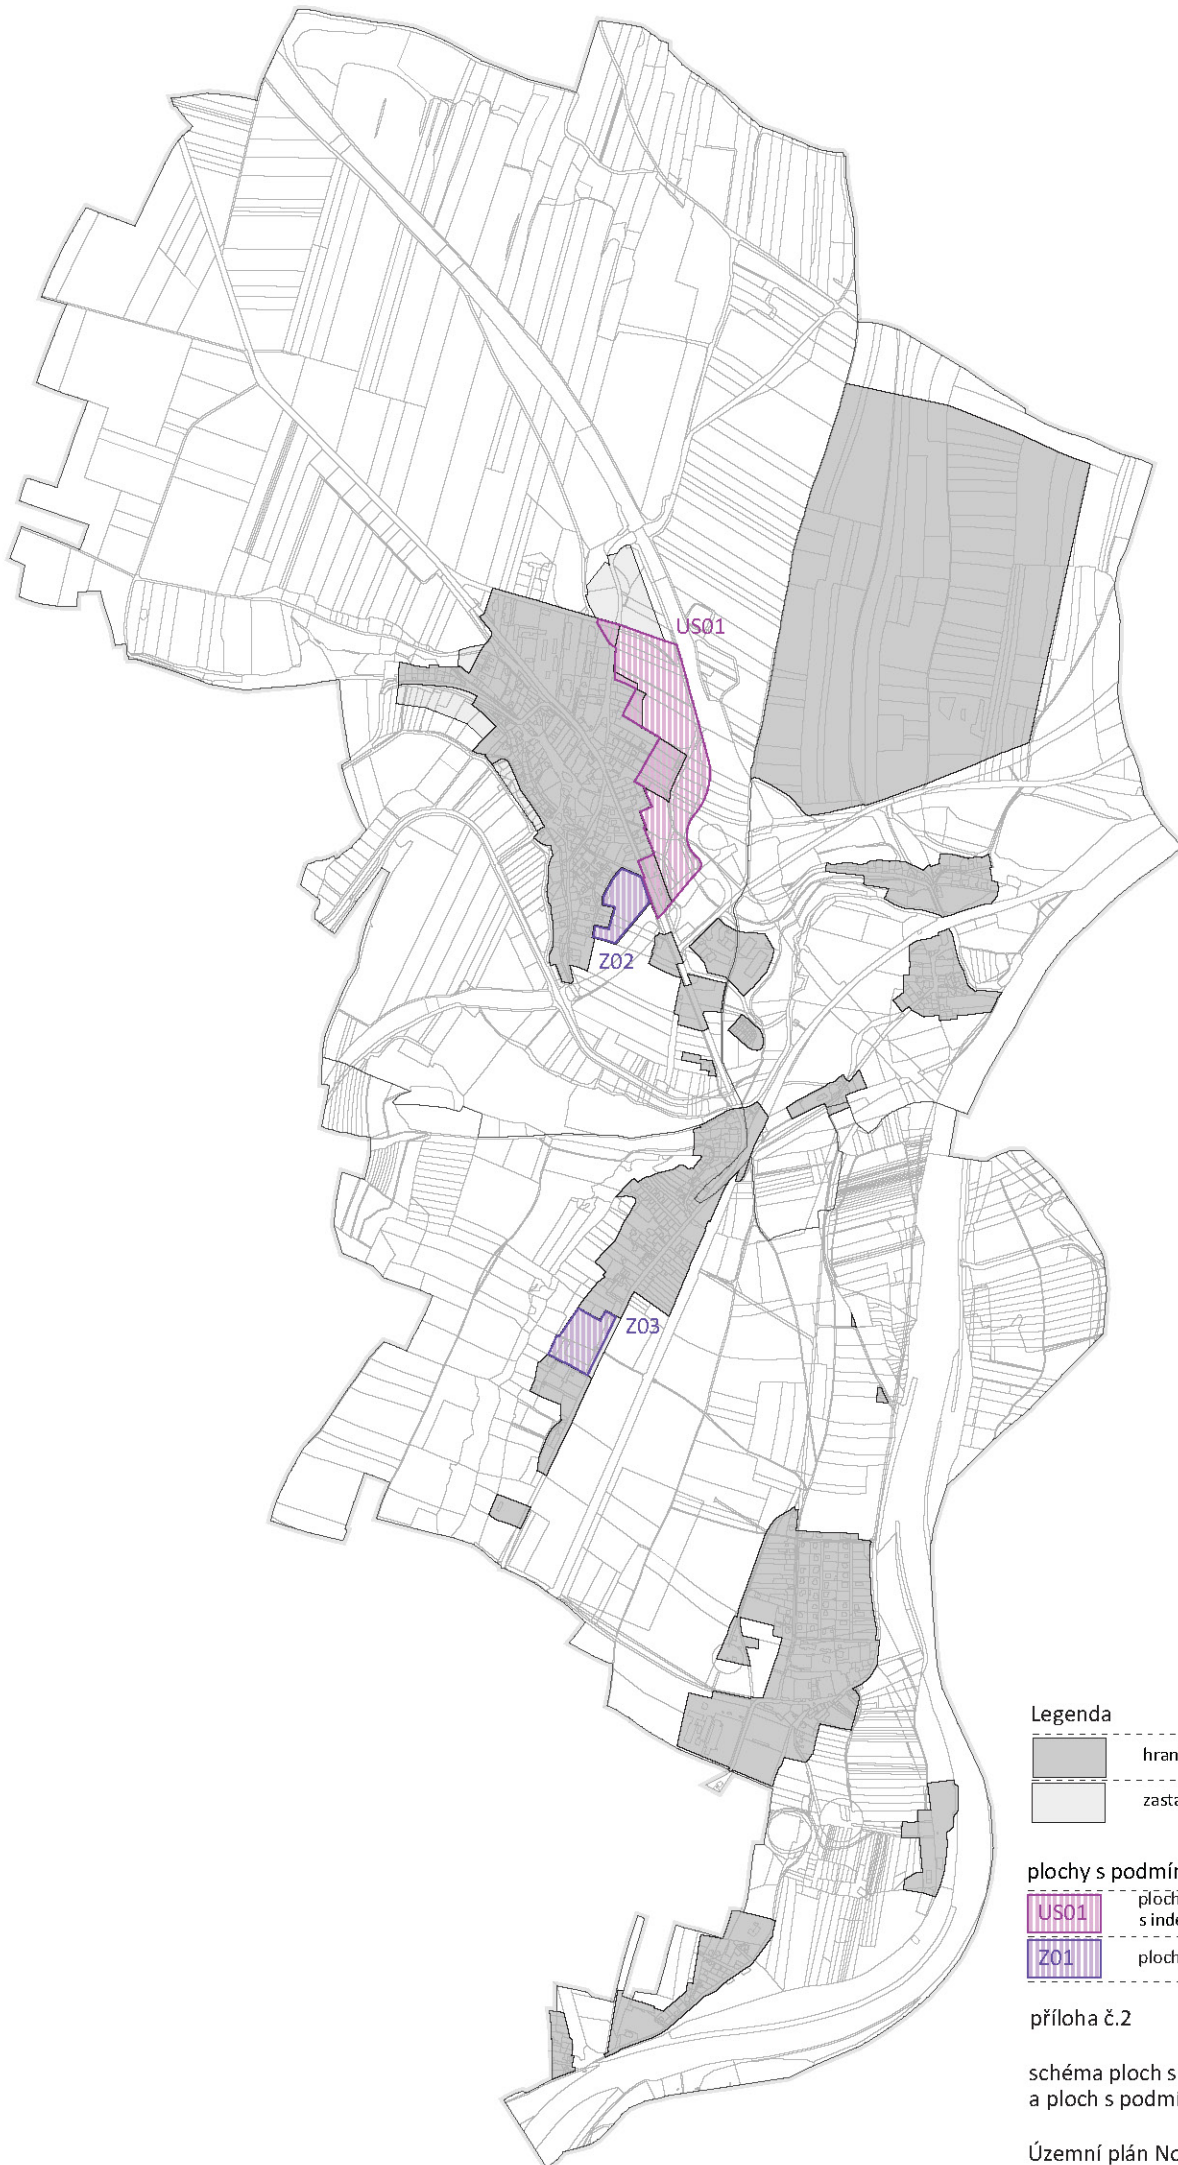 US01
Z02
Z03
Legenda
hran
zasta
plochy s podmín
ploch
US01
s inde
Z01
ploch
příloha č.2
schéma ploch s
a ploch s podmí
Územní plán No